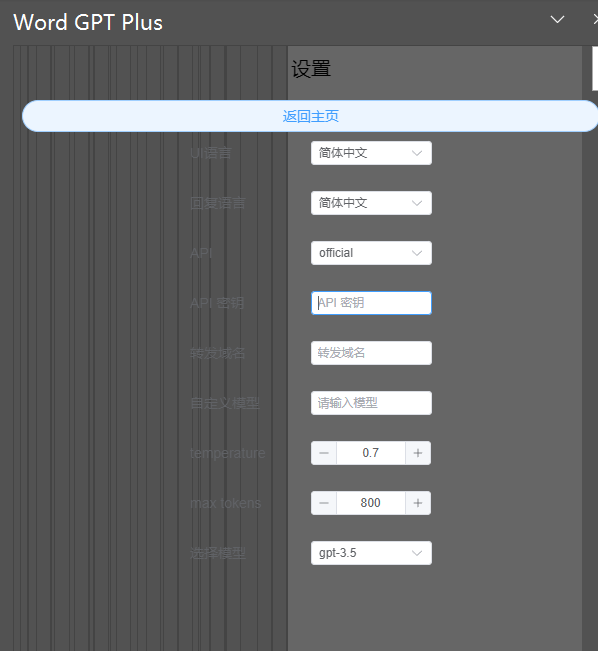 Word GPT Plus
设置
返回主页
UI语言 简体中文
回复语言 简体中文
API official
API 密钥 API 密钥
转发域名 转发域名
自定义模型 请输入模型
temperature 0.7
max tokens 800
选择模型 gpt-3.5